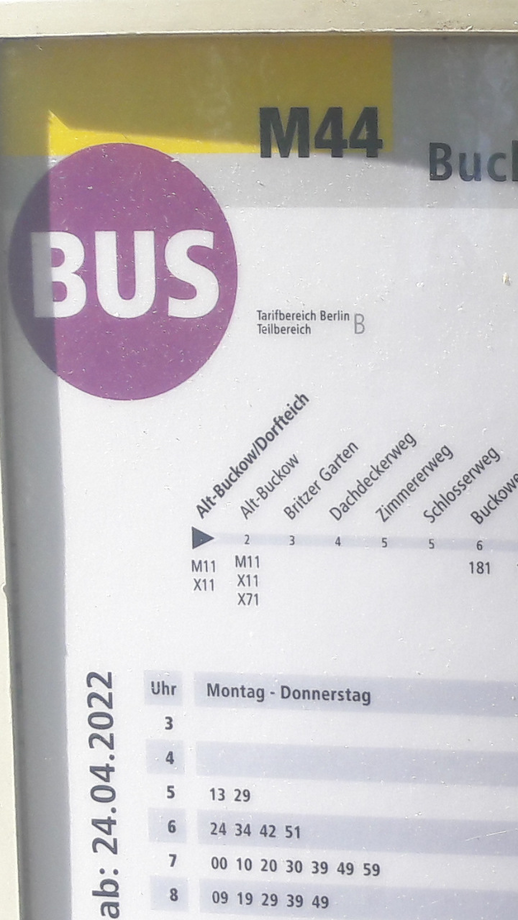 M44
BUS
Tarifbereich Berlin
Teilbereich B
Alt-Buckow/Dorfteich
Alt-Buckow
Britzer Garten
Dachdeckerweg
Zimmererweg
Schlosserweg
2 3 4 5 5 6
M11 M11 181
X11 X11
X71
ab: 24.04.2022
Uhr Montag - Donnerstag
3
4
5 13 29
6 24 34 42 51
7 00 10 20 30 39 49 59
8 09 19 29 39 49